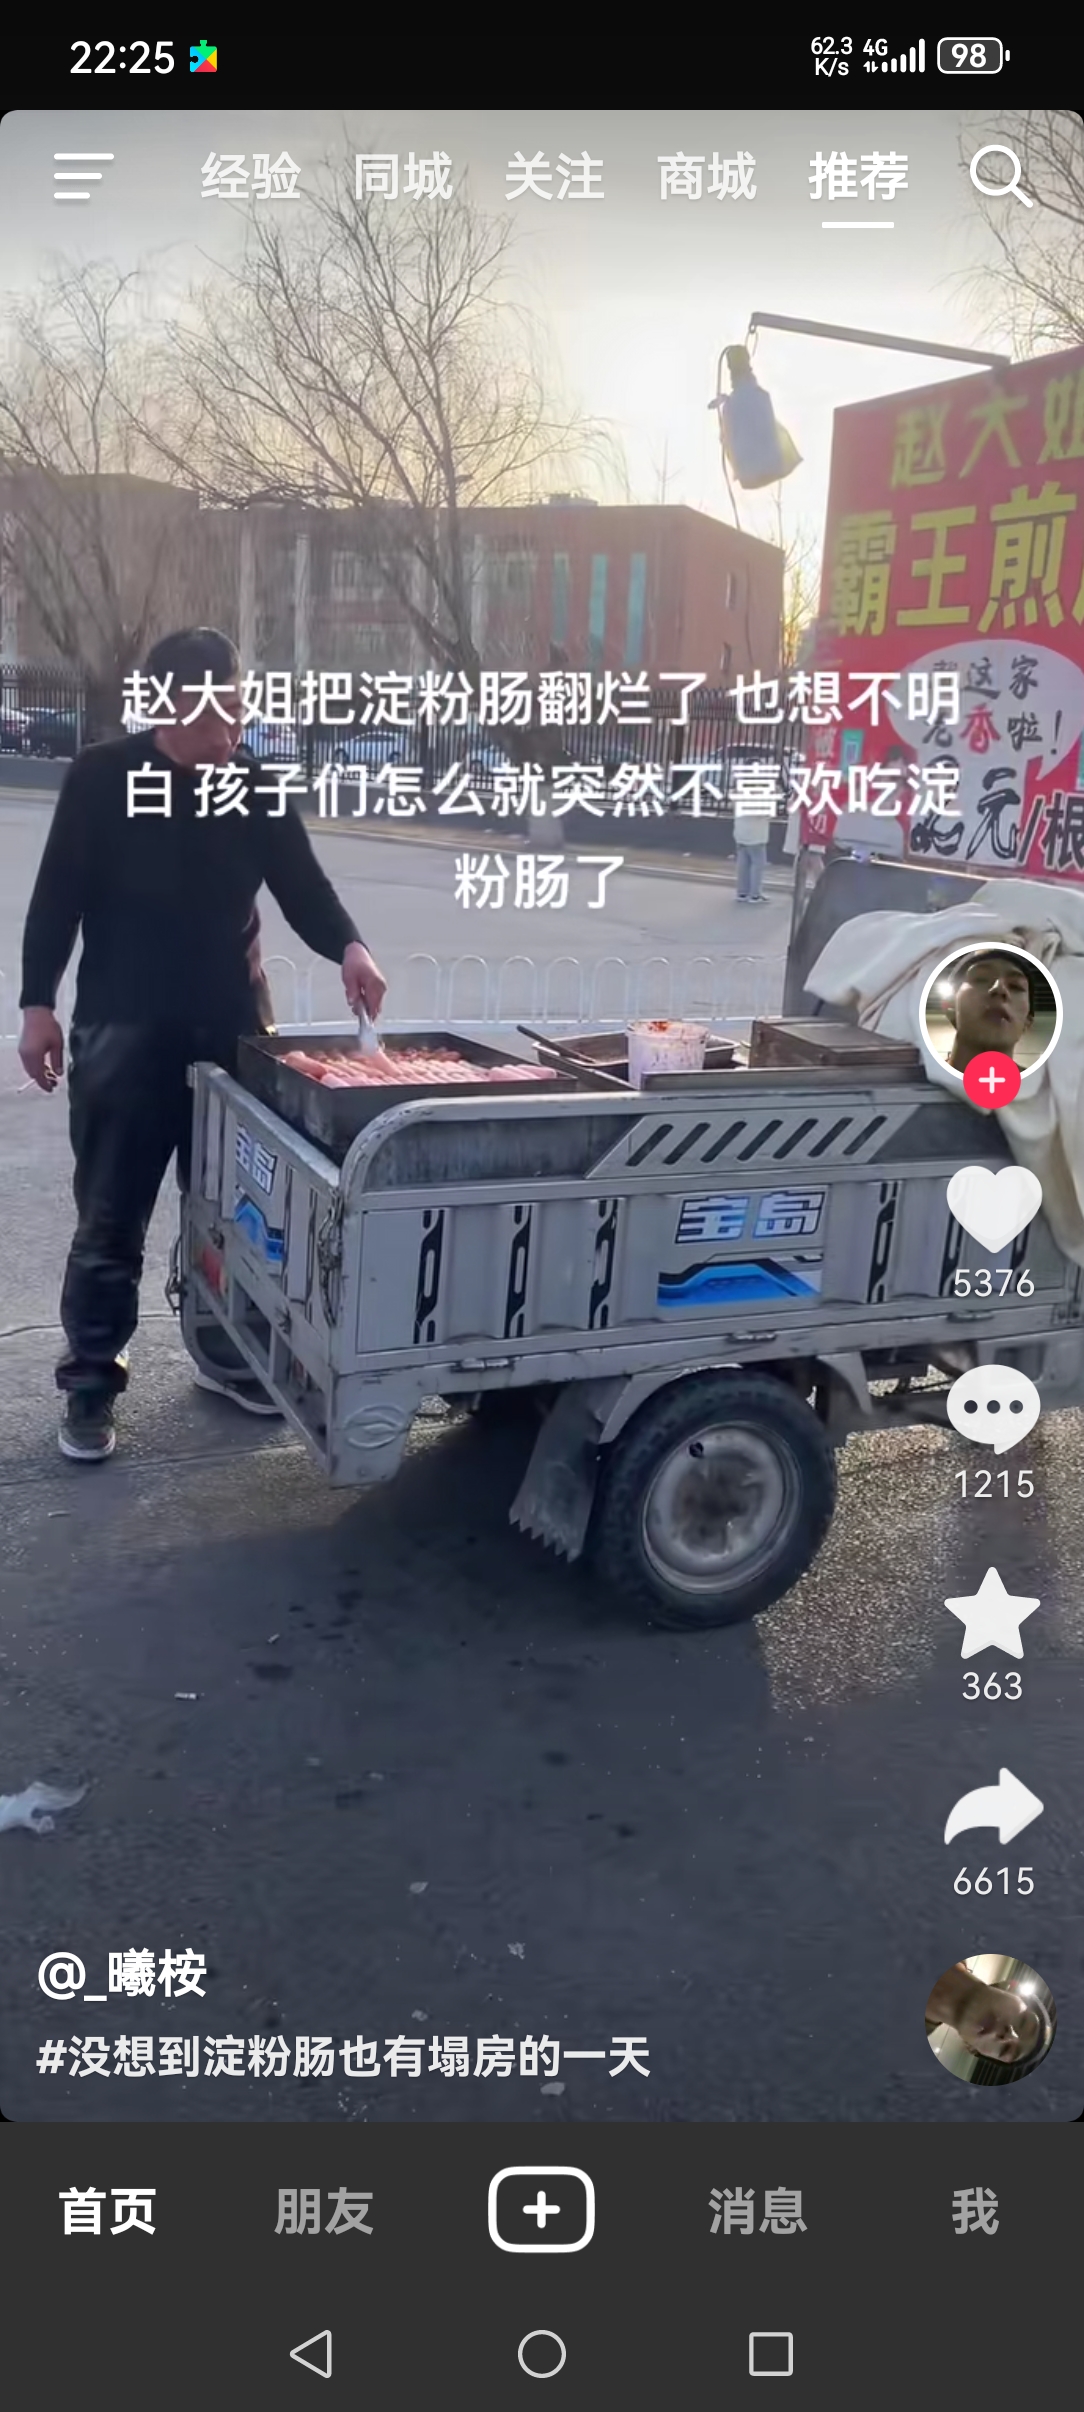 22:25
62.3
K/s
4G
98
经验 同城 关注 商城 推荐
赵大姐
霸王煎
这家
老香啦!
元/根
赵大姐把淀粉肠翻烂了 也想不明
白 孩子们怎么就突然不喜欢吃淀
粉肠了
宝岛
宝岛
5376
1215
363
6615
@_曦桉
#没想到淀粉肠也有塌房的一天
首页 朋友 消息 我